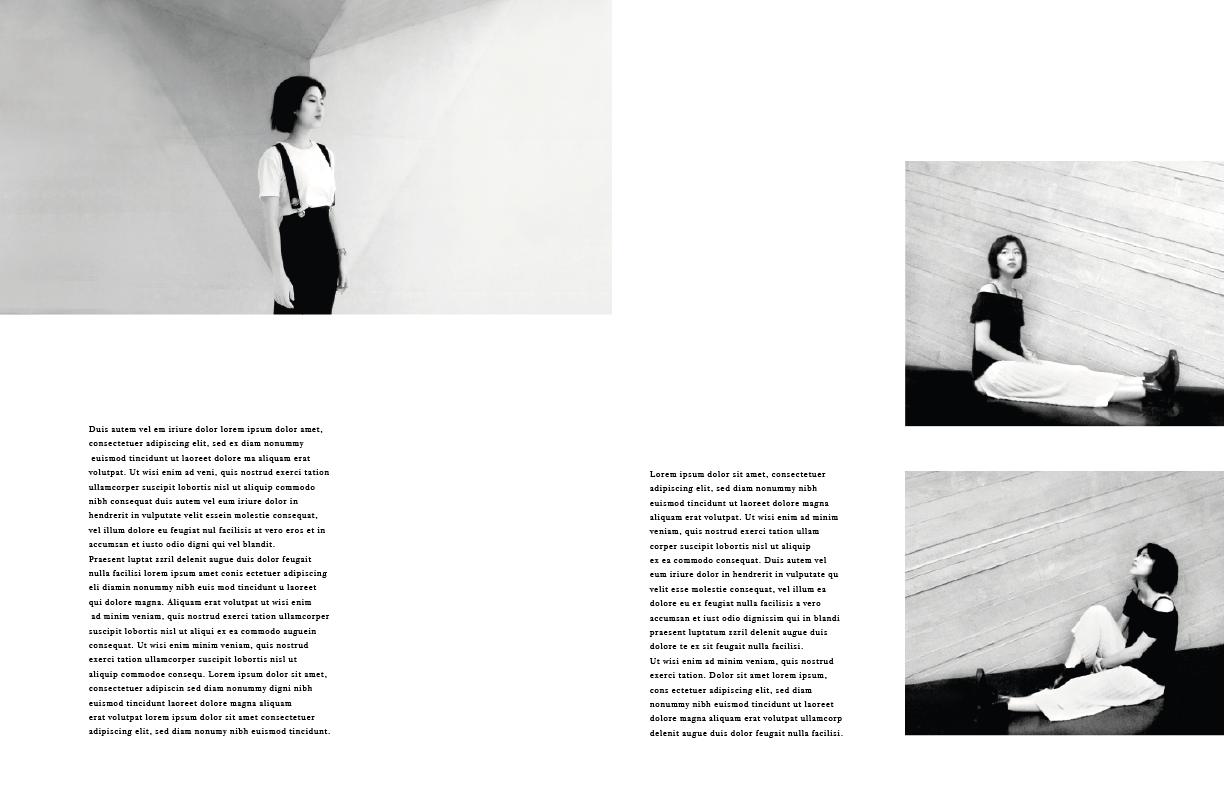 Duis autem vel em iriure dolor lorem ipsum dolor amet,
consectetuer adipiscing elit, sed ex diam nonummy
euismod tincidunt ut laoreet dolore ma aliquam erat
volutpat. Ut wisi enim ad veni, quis nostrud exerci tation
ullamcorper suscipit lobortis nisl ut aliquip commodo
nibh consequat duis autem vel eum iriure dolor in
hendrerit in vulputate velit essein molestie consequat,
vel illum dolore eu feugiat nul facilisis at vero eros et in
accumsan et iusto odio digni qui vel blandit.
Praesent luptat zzril delenit augue duis dolor feugait
nulla facilisi lorem ipsum amet conis ectetuer adipiscing
eli diamin nonummy nibh euis mod tincidunt u laoreet
qui dolore magna. Aliquam erat volutpat ut wisi enim
ad minim veniam, quis nostrud exerci tation ullamcorper
suscipit lobortis nisl ut aliqui ex ea commodo auguein
consequat. Ut wisi enim minim veniam, quis nostrud
exerci tation ullamcorper suscipit lobortis nisl ut
aliquip commodoe consequ. Lorem ipsum dolor sit amet,
consectetuer adipiscin sed diam nonummy digni nibh
euismod tincidunt laoreet dolore magna aliquam
erat volutpat lorem ipsum dolor sit amet consectetuer
adipiscing elit, sed diam nonumy nibh euismod tincidunt.
Lorem ipsum dolor sit amet, consectetuer
adipiscing elit, sed diam nonummy nibh
euismod tincidunt ut laoreet dolore magna
aliquam erat volutpat. Ut wisi enim ad minim
veniam, quis nostrud exerci tation ullam
corper suscipit lobortis nisl ut aliquip
ex ea commodo consequat. Duis autem vel
eum iriure dolor in hendrerit in vulputate qu
velit esse molestie consequat, vel illum ea
dolore eu ex feugiat nulla facilisis a vero
accumsan et iust odio dignissim qui in blandi
praesent luptatum zzril delenit augue duis
dolore te ex sit feugait nulla facilisi.
Ut wisi enim ad minim veniam, quis nostrud
exerci tation. Dolor sit amet lorem ipsum,
cons ectetuer adipiscing elit, sed diam
nonummy nibh euismod tincidunt ut laoreet
dolore magna aliquam erat volutpat ullamcorp
delenit augue duis dolor feugait nulla facilisi.